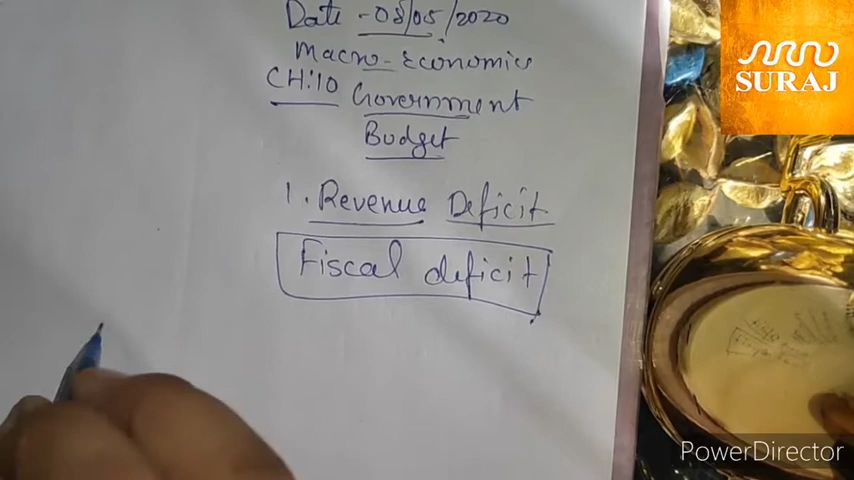 Date - 08/05/2020
Macro-Economics
CH:10 Government
Budget
1. Revenue Deficit
Fiscal deficit
SURAJ
PowerDirector